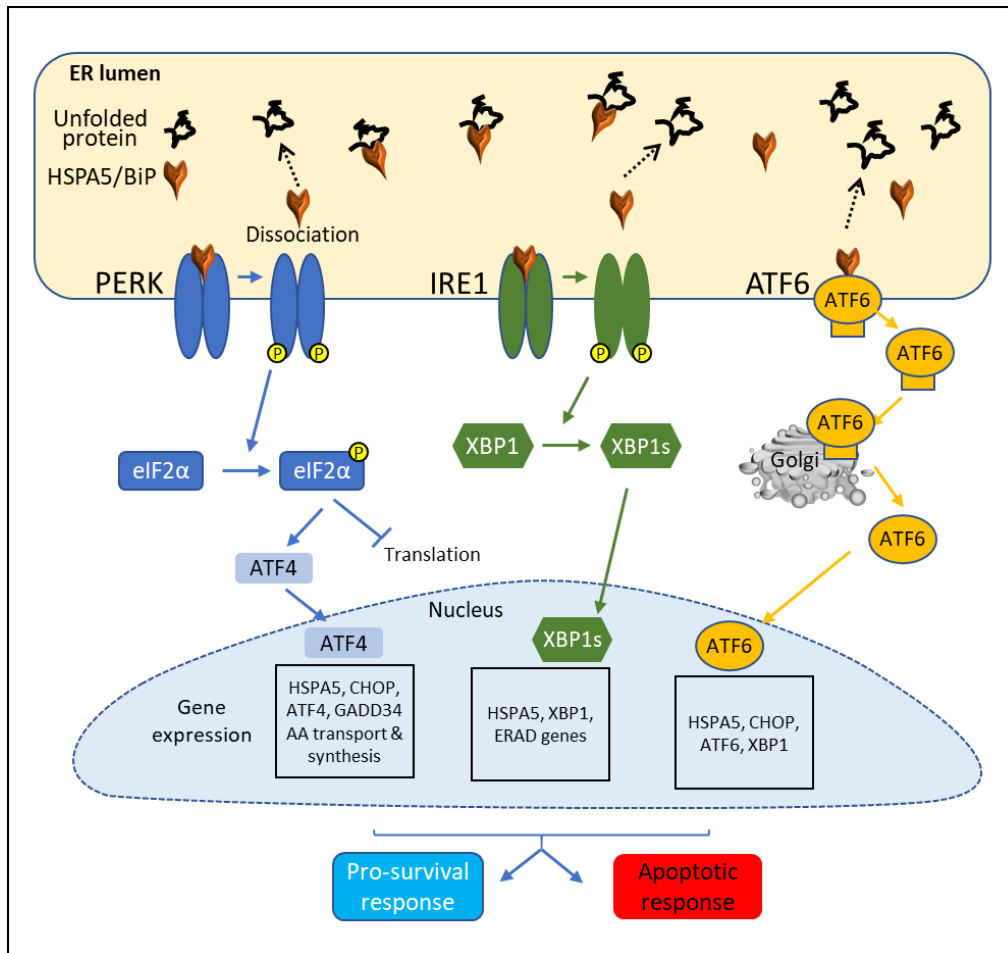 ER lumen
Unfolded
protein
HSPA5/BiP
Dissociation
PERK
IRE1
ATF6
ATF6
P
P
P
P
ATF6
ATF6
Golgi
XBP1
XBP1s
P
eIF2α
eIF2α
ATF6
Translation
ATF4
Nucleus
ATF4
XBP1s
ATF6
Gene
expression
HSPA5, CHOP,
ATF4, GADD34
AA transport &
synthesis
HSPA5, XBP1,
ERAD genes
HSPA5, CHOP,
ATF6, XBP1
Pro-survival
response
Apoptotic
response